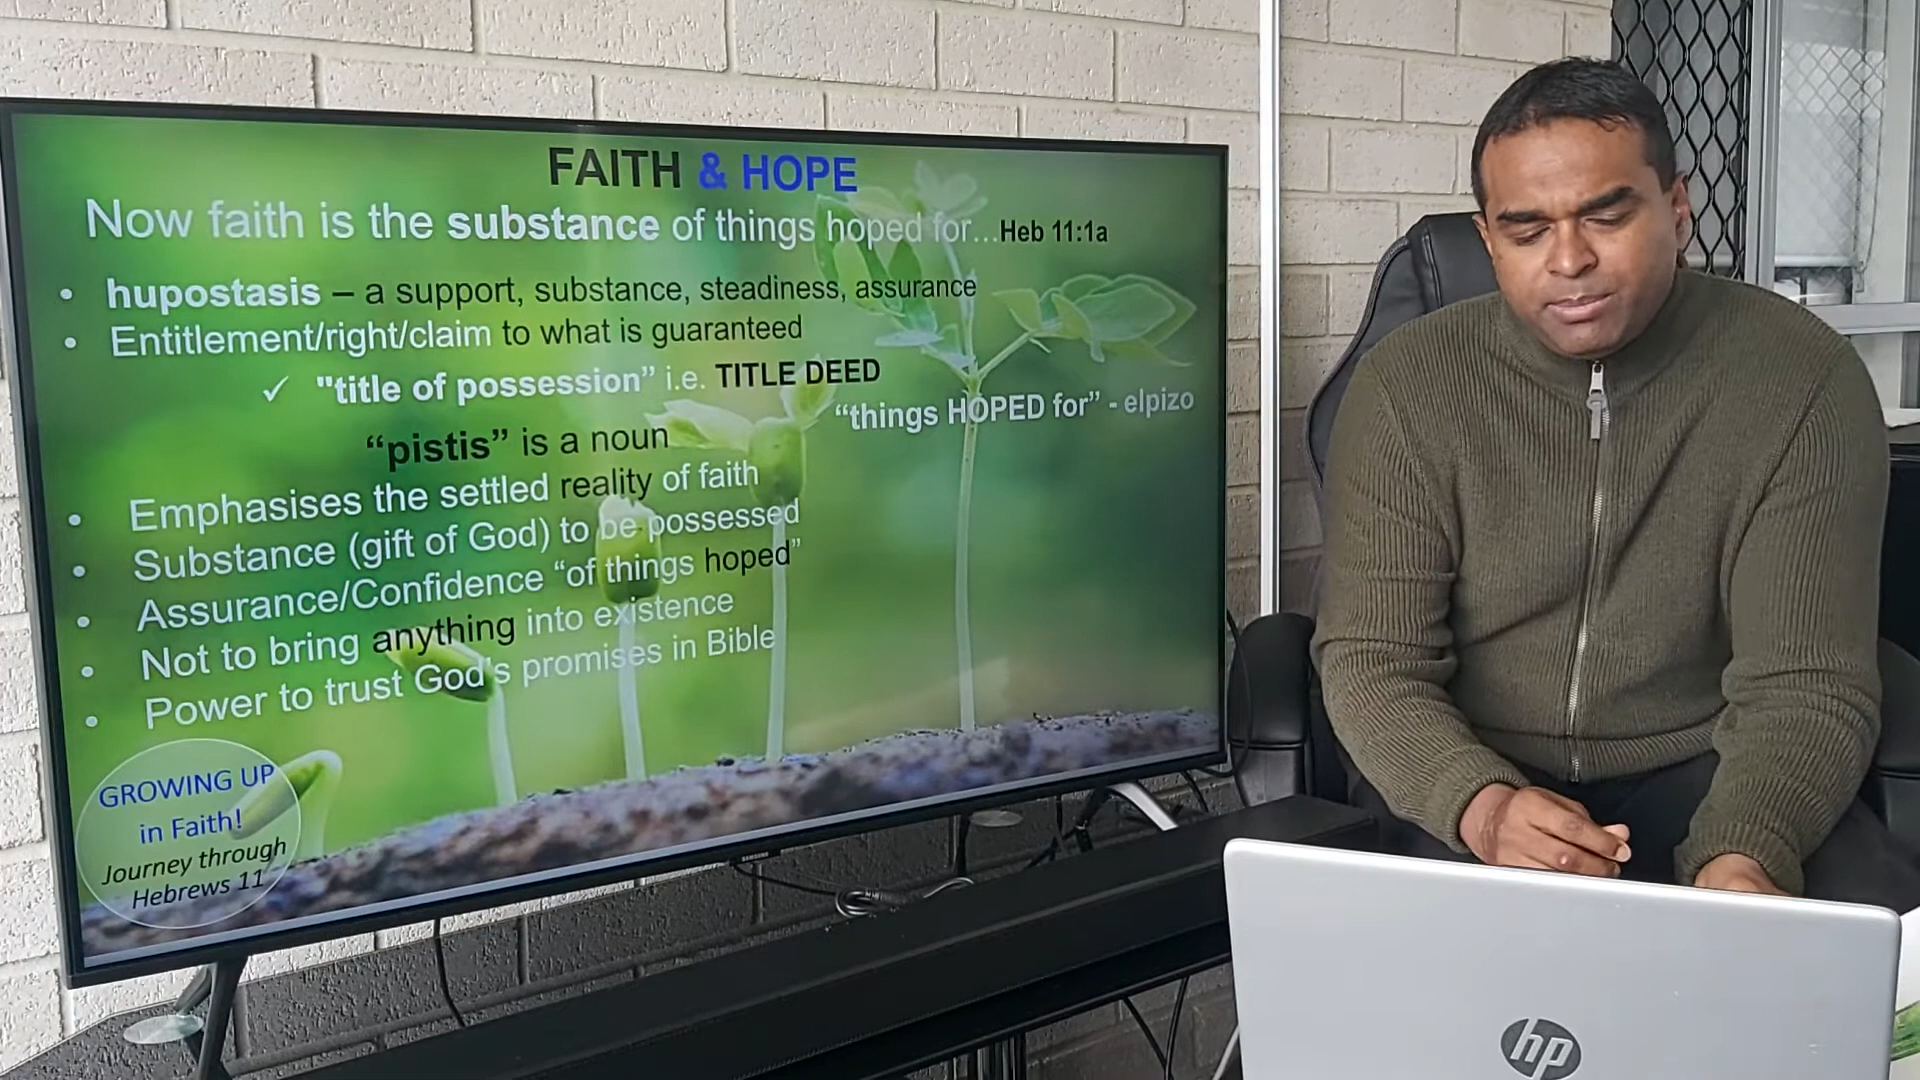 FAITH & HOPE
Now faith is the substance of things hoped for...Heb 11:1a
• hupostasis – a support, substance, steadiness, assurance
• Entitlement/right/claim to what is guaranteed
✓ "title of possession” i.e. TITLE DEED
“things HOPED for” - elpizo
“pistis” is a noun
• Emphasises the settled reality of faith
• Substance (gift of God) to be possessed
• Assurance/Confidence “of things hoped”
• Not to bring anything into existence
• Power to trust God's promises in Bible
GROWING UP
in Faith!
Journey through
Hebrews 11
SAMSUNG
hp